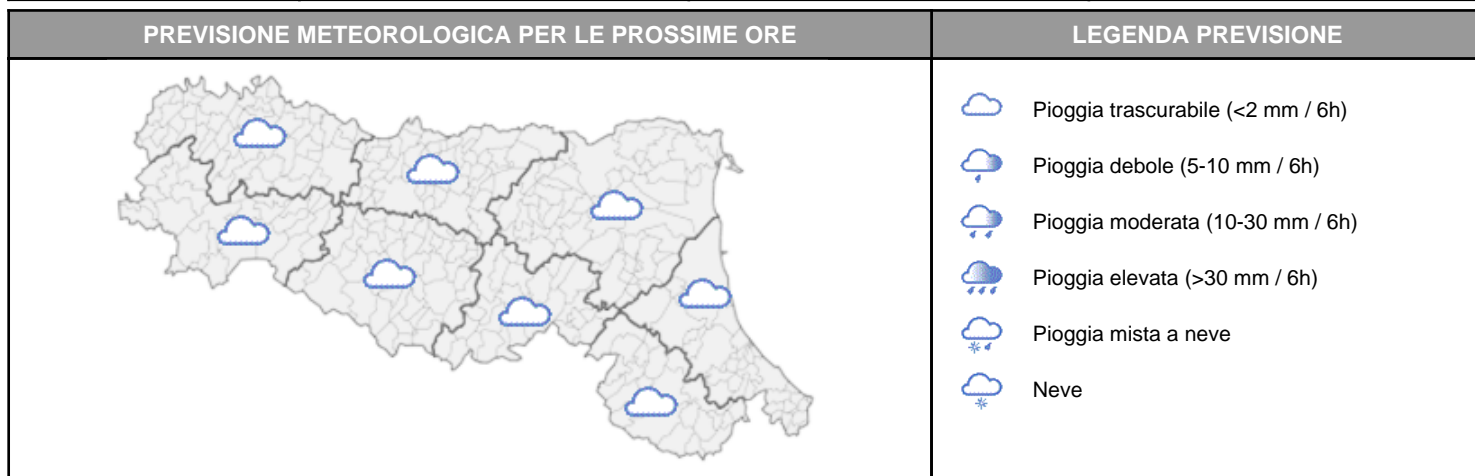 PREVISIONE METEOROLOGICA PER LE PROSSIME ORE
LEGENDA PREVISIONE
Pioggia trascurabile (<2 mm / 6h)
Pioggia debole (5-10 mm / 6h)
Pioggia moderata (10-30 mm / 6h)
Pioggia elevata (>30 mm / 6h)
Pioggia mista a neve
Neve